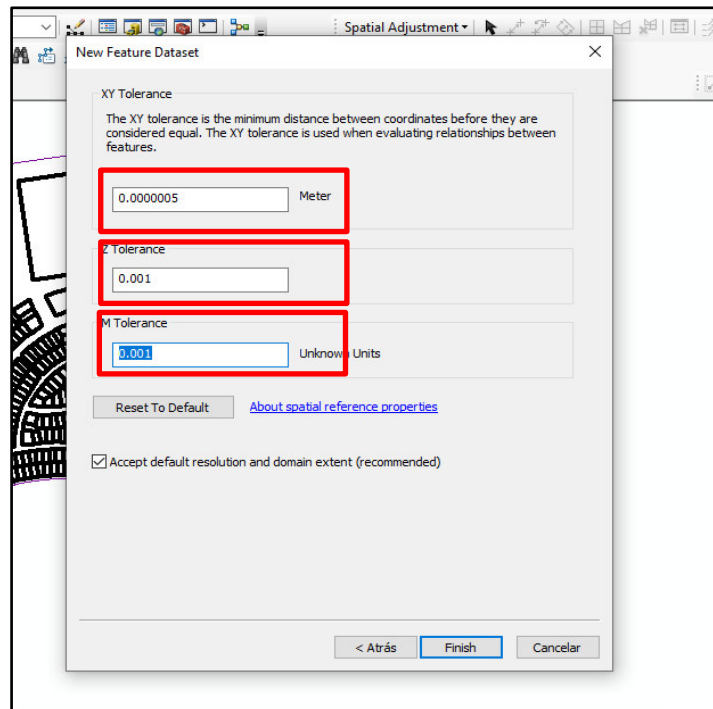 Spatial Adjustment
New Feature Dataset
XY Tolerance
The XY tolerance is the minimum distance between coordinates before they are
considered equal. The XY tolerance is used when evaluating relationships between
features.
0.0000005 Meter
Z Tolerance
0.001
M Tolerance
0.001 Unknown Units
Reset To Default About spatial reference properties
Accept default resolution and domain extent (recommended)
< Atrás Finish Cancelar